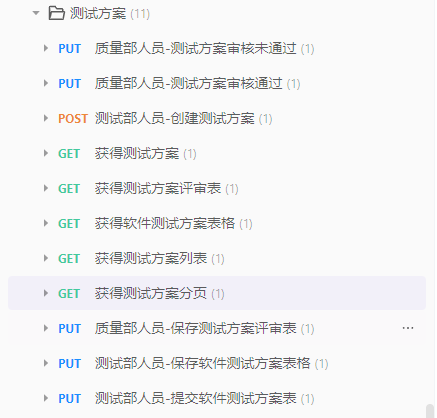 测试方案 (11)
PUT 质量部人员-测试方案审核未通过 (1)
PUT 质量部人员-测试方案审核通过 (1)
POST 测试部人员-创建测试方案 (1)
GET 获得测试方案 (1)
GET 获得测试方案评审表 (1)
GET 获得软件测试方案表格 (1)
GET 获得测试方案列表 (1)
GET 获得测试方案分页 (1)
PUT 质量部人员-保存测试方案评审表 (1)
PUT 测试部人员-保存软件测试方案表格 (1)
PUT 测试部人员-提交软件测试方案表 (1)